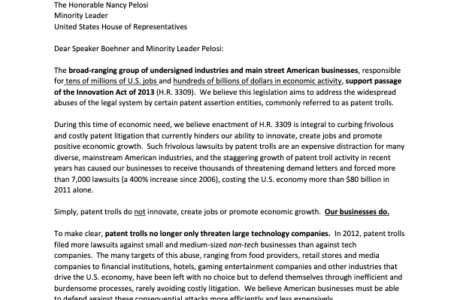 The Honorable Nancy Pelosi
Minority Leader
United States House of Representatives
Dear Speaker Boehner and Minority Leader Pelosi:
The broad-ranging group of undersigned industries and main street American businesses, responsible
for tens of millions of U.S. jobs and hundreds of billions of dollars in economic activity, support passage
of the Innovation Act of 2013 (H.R. 3309). We believe this legislation aims to address the widespread
abuses of the legal system by certain patent assertion entities, commonly referred to as patent trolls.
During this time of economic need, we believe enactment of H.R. 3309 is integral to curbing frivolous
and costly patent litigation that currently hinders our ability to innovate, create jobs and promote
positive economic growth. Such frivolous lawsuits by patent trolls are an expensive distraction for many
diverse, mainstream American industries, and the staggering growth of patent troll activity in recent
years has caused our businesses to receive thousands of threatening demand letters and forced more
than 7,000 lawsuits (a 400% increase since 2006), costing the U.S. economy more than $80 billion in
2011 alone.
Simply, patent trolls do not innovate, create jobs or promote economic growth. Our businesses do.
To make clear, patent trolls no longer only threaten large technology companies. In 2012, patent trolls
filed more lawsuits against small and medium-sized non-tech businesses than against tech
companies. The many targets of this abuse, ranging from food providers, retail stores and media
companies to financial institutions, hotels, gaming entertainment companies and other industries that
drive the U.S. economy, have been left with no choice but to defend themselves through inefficient and
burdensome processes, rarely avoiding costly litigation. We believe American businesses must be able
to defend against these consequential attacks more efficiently and less expensively.